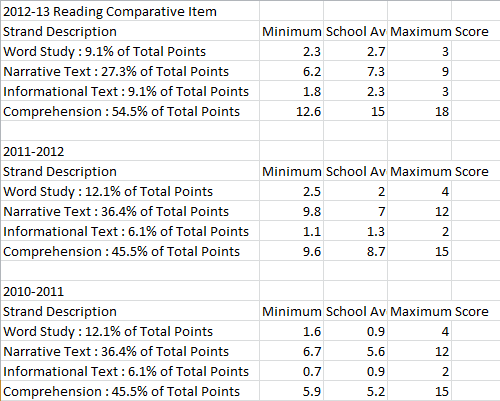 2012-13 Reading Comparative Item
Strand Description Minimum School Av Maximum Score
Word Study : 9.1% of Total Points 2.3 2.7 3
Narrative Text : 27.3% of Total Points 6.2 7.3 9
Informational Text : 9.1% of Total Points 1.8 2.3 3
Comprehension : 54.5% of Total Points 12.6 15 18
2011-2012
Strand Description Minimum School Av Maximum Score
Word Study : 12.1% of Total Points 2.5 2 4
Narrative Text : 36.4% of Total Points 9.8 7 12
Informational Text : 6.1% of Total Points 1.1 1.3 2
Comprehension : 45.5% of Total Points 9.6 8.7 15
2010-2011
Strand Description Minimum School Av Maximum Score
Word Study : 12.1% of Total Points 1.6 0.9 4
Narrative Text : 36.4% of Total Points 6.7 5.6 12
Informational Text : 6.1% of Total Points 0.7 0.9 2
Comprehension : 45.5% of Total Points 5.9 5.2 15